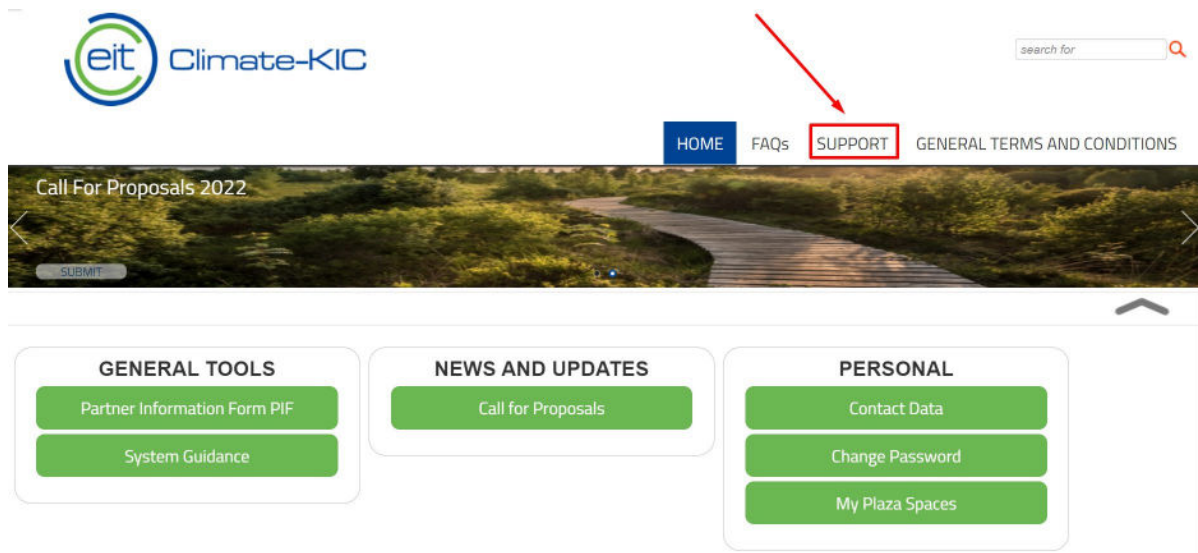 eit Climate-KIC
search for
HOME FAQs SUPPORT GENERAL TERMS AND CONDITIONS
Call For Proposals 2022
SUBMIT
GENERAL TOOLS
Partner Information Form PIF
System Guidance
NEWS AND UPDATES
Call for Proposals
PERSONAL
Contact Data
Change Password
My Plaza Spaces